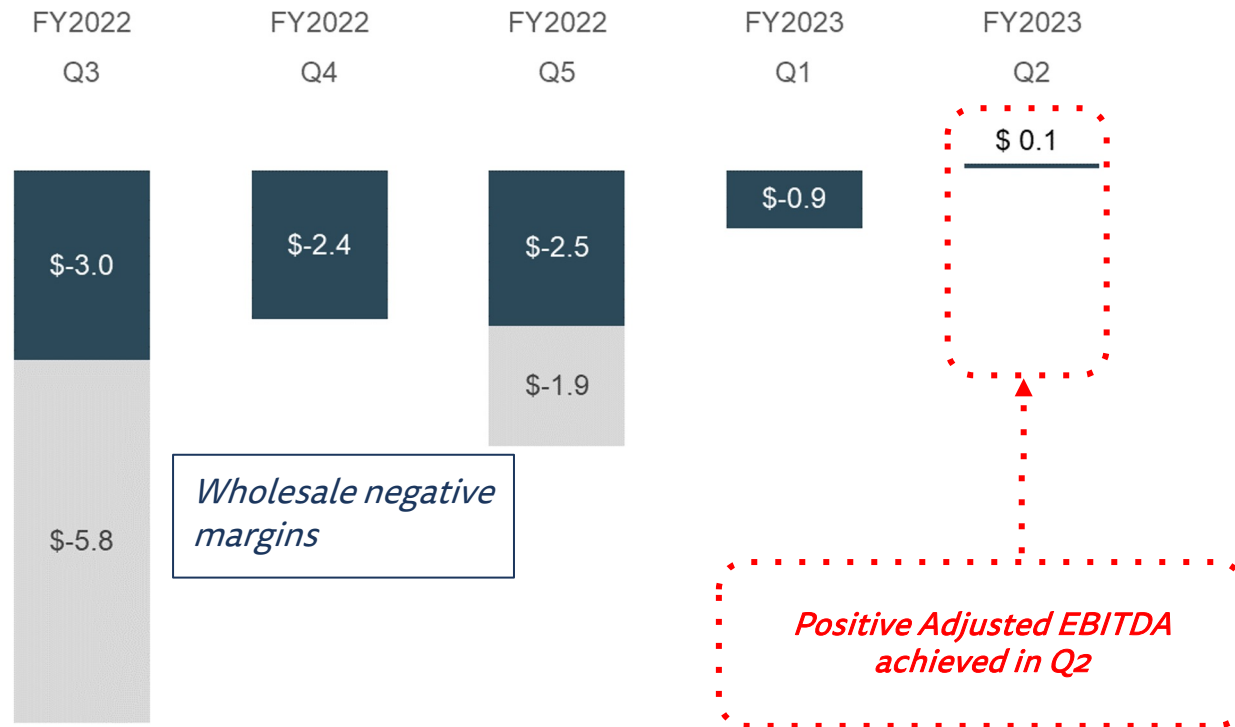 FY2022
FY2022
FY2022
FY2023
FY2023
Q3
Q4
Q5
Q1
Q2
$ 0.1
$-3.0
$-2.4
$-2.5
$-0.9
$-1.9
$-5.8
Wholesale negative
margins
Positive Adjusted EBITDA
achieved in Q2